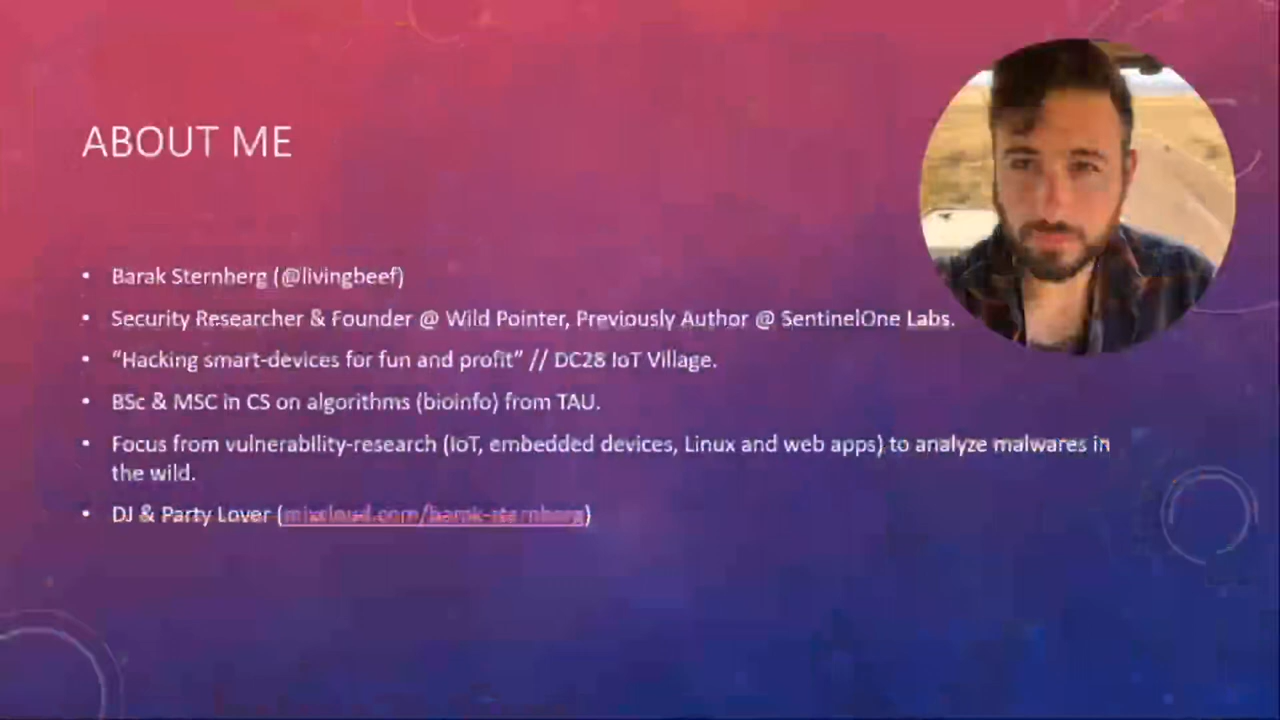 ABOUT ME
• Barak Sternberg (@livingbeef)
• Security Researcher & Founder @ Wild Pointer, Previously Author @ SentinelOne Labs.
• “Hacking smart-devices for fun and profit” // DC28 IoT Village.
• BSc & MSC in CS on algorithms (bioinfo) from TAU.
• Focus from vulnerability-research (IoT, embedded devices, Linux and web apps) to analyze malwares in
the wild.
• DJ & Party Lover (mixcloud.com/barak-sternberg)